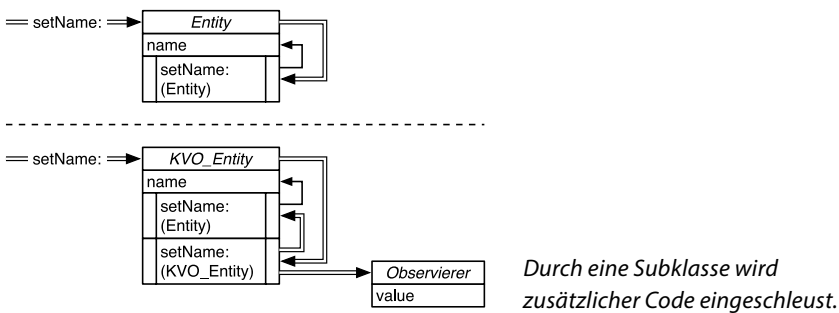 setName:
Entity
name
setName:
(Entity)
setName:
KVO_Entity
name
setName:
(Entity)
setName:
(KVO_Entity)
Observierer
value
Durch eine Subklasse wird
zusätzlicher Code eingeschleust.